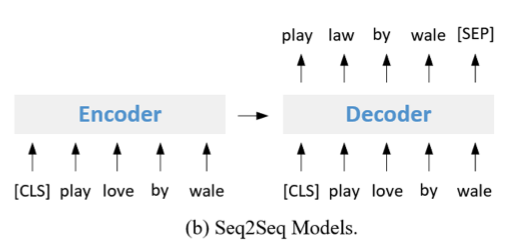 play law by wale [SEP]
Encoder
Decoder
[CLS] play love by wale
[CLS] play love by wale
(b) Seq2Seq Models.